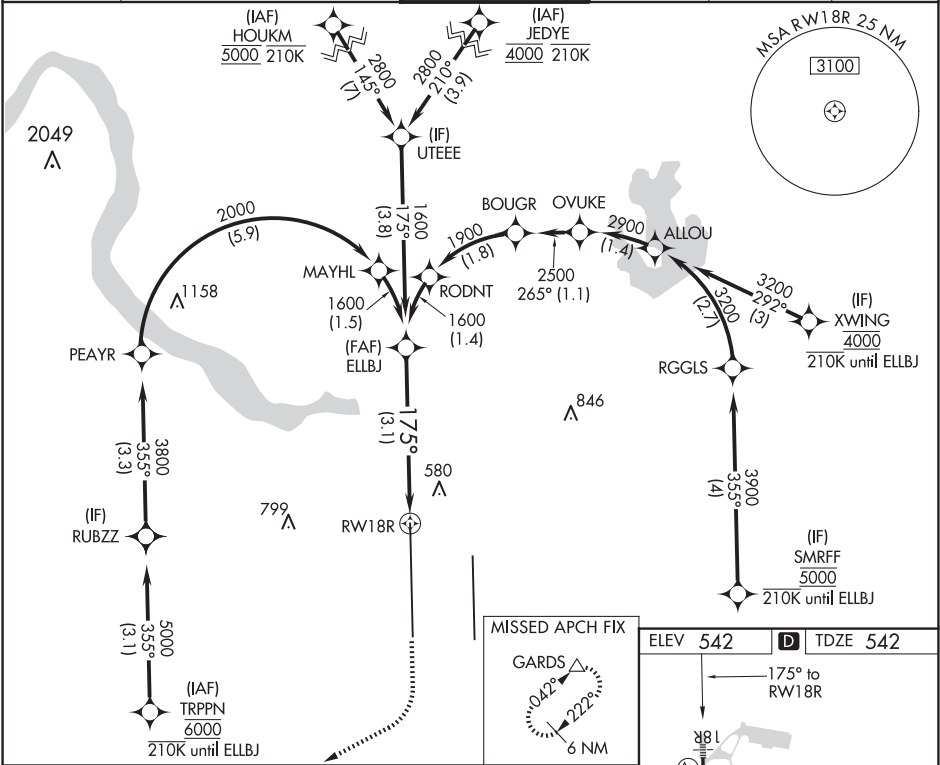 (IAF)
HOUKM
5000 210K
(IAF)
JEDYE
4000 210K
MSA RW18R 25 NM
3100
2800
145°
(7)
2800
210°
(3.9)
2049
(IF)
UTEEE
2000
(5.9)
1600
175°
(3.8)
1900
(1.8)
BOUGR
OVUKE
2900
(1.4)
ALLOU
MAYHL
RODNT
2500
265° (1.1)
1158
1600
(1.5)
1600
(1.4)
3200
(2.7)
3200
292°
(3)
(IF)
XWING
4000
210K until ELLBJ
PEAYR
(FAF)
ELLBJ
RGGLS
175°
(3.1)
846
3800
355°
(3.3)
580
3900
355°
(4)
799
(IF)
RUBZZ
RW18R
(IF)
SMRFF
5000
210K until ELLBJ
5000
355°
(3.1)
MISSED APCH FIX
GARDS
042°
222°
6 NM
ELEV 542
D
TDZE 542
175° to
RW18R
18R
A
(IAF)
TRPPN
6000
210K until ELLBJ